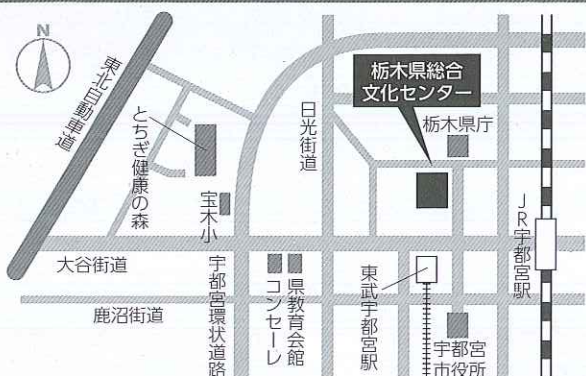 N
東北自動車道
とちぎ健康の森
宝木小
日光街道
栃木県総合
文化センター
栃木県庁
JR宇都宮駅
大谷街道
宇都宮環状道路
コンセーレ
県教育会館
東武宇都宮駅
鹿沼街道
宇都宮
市役所